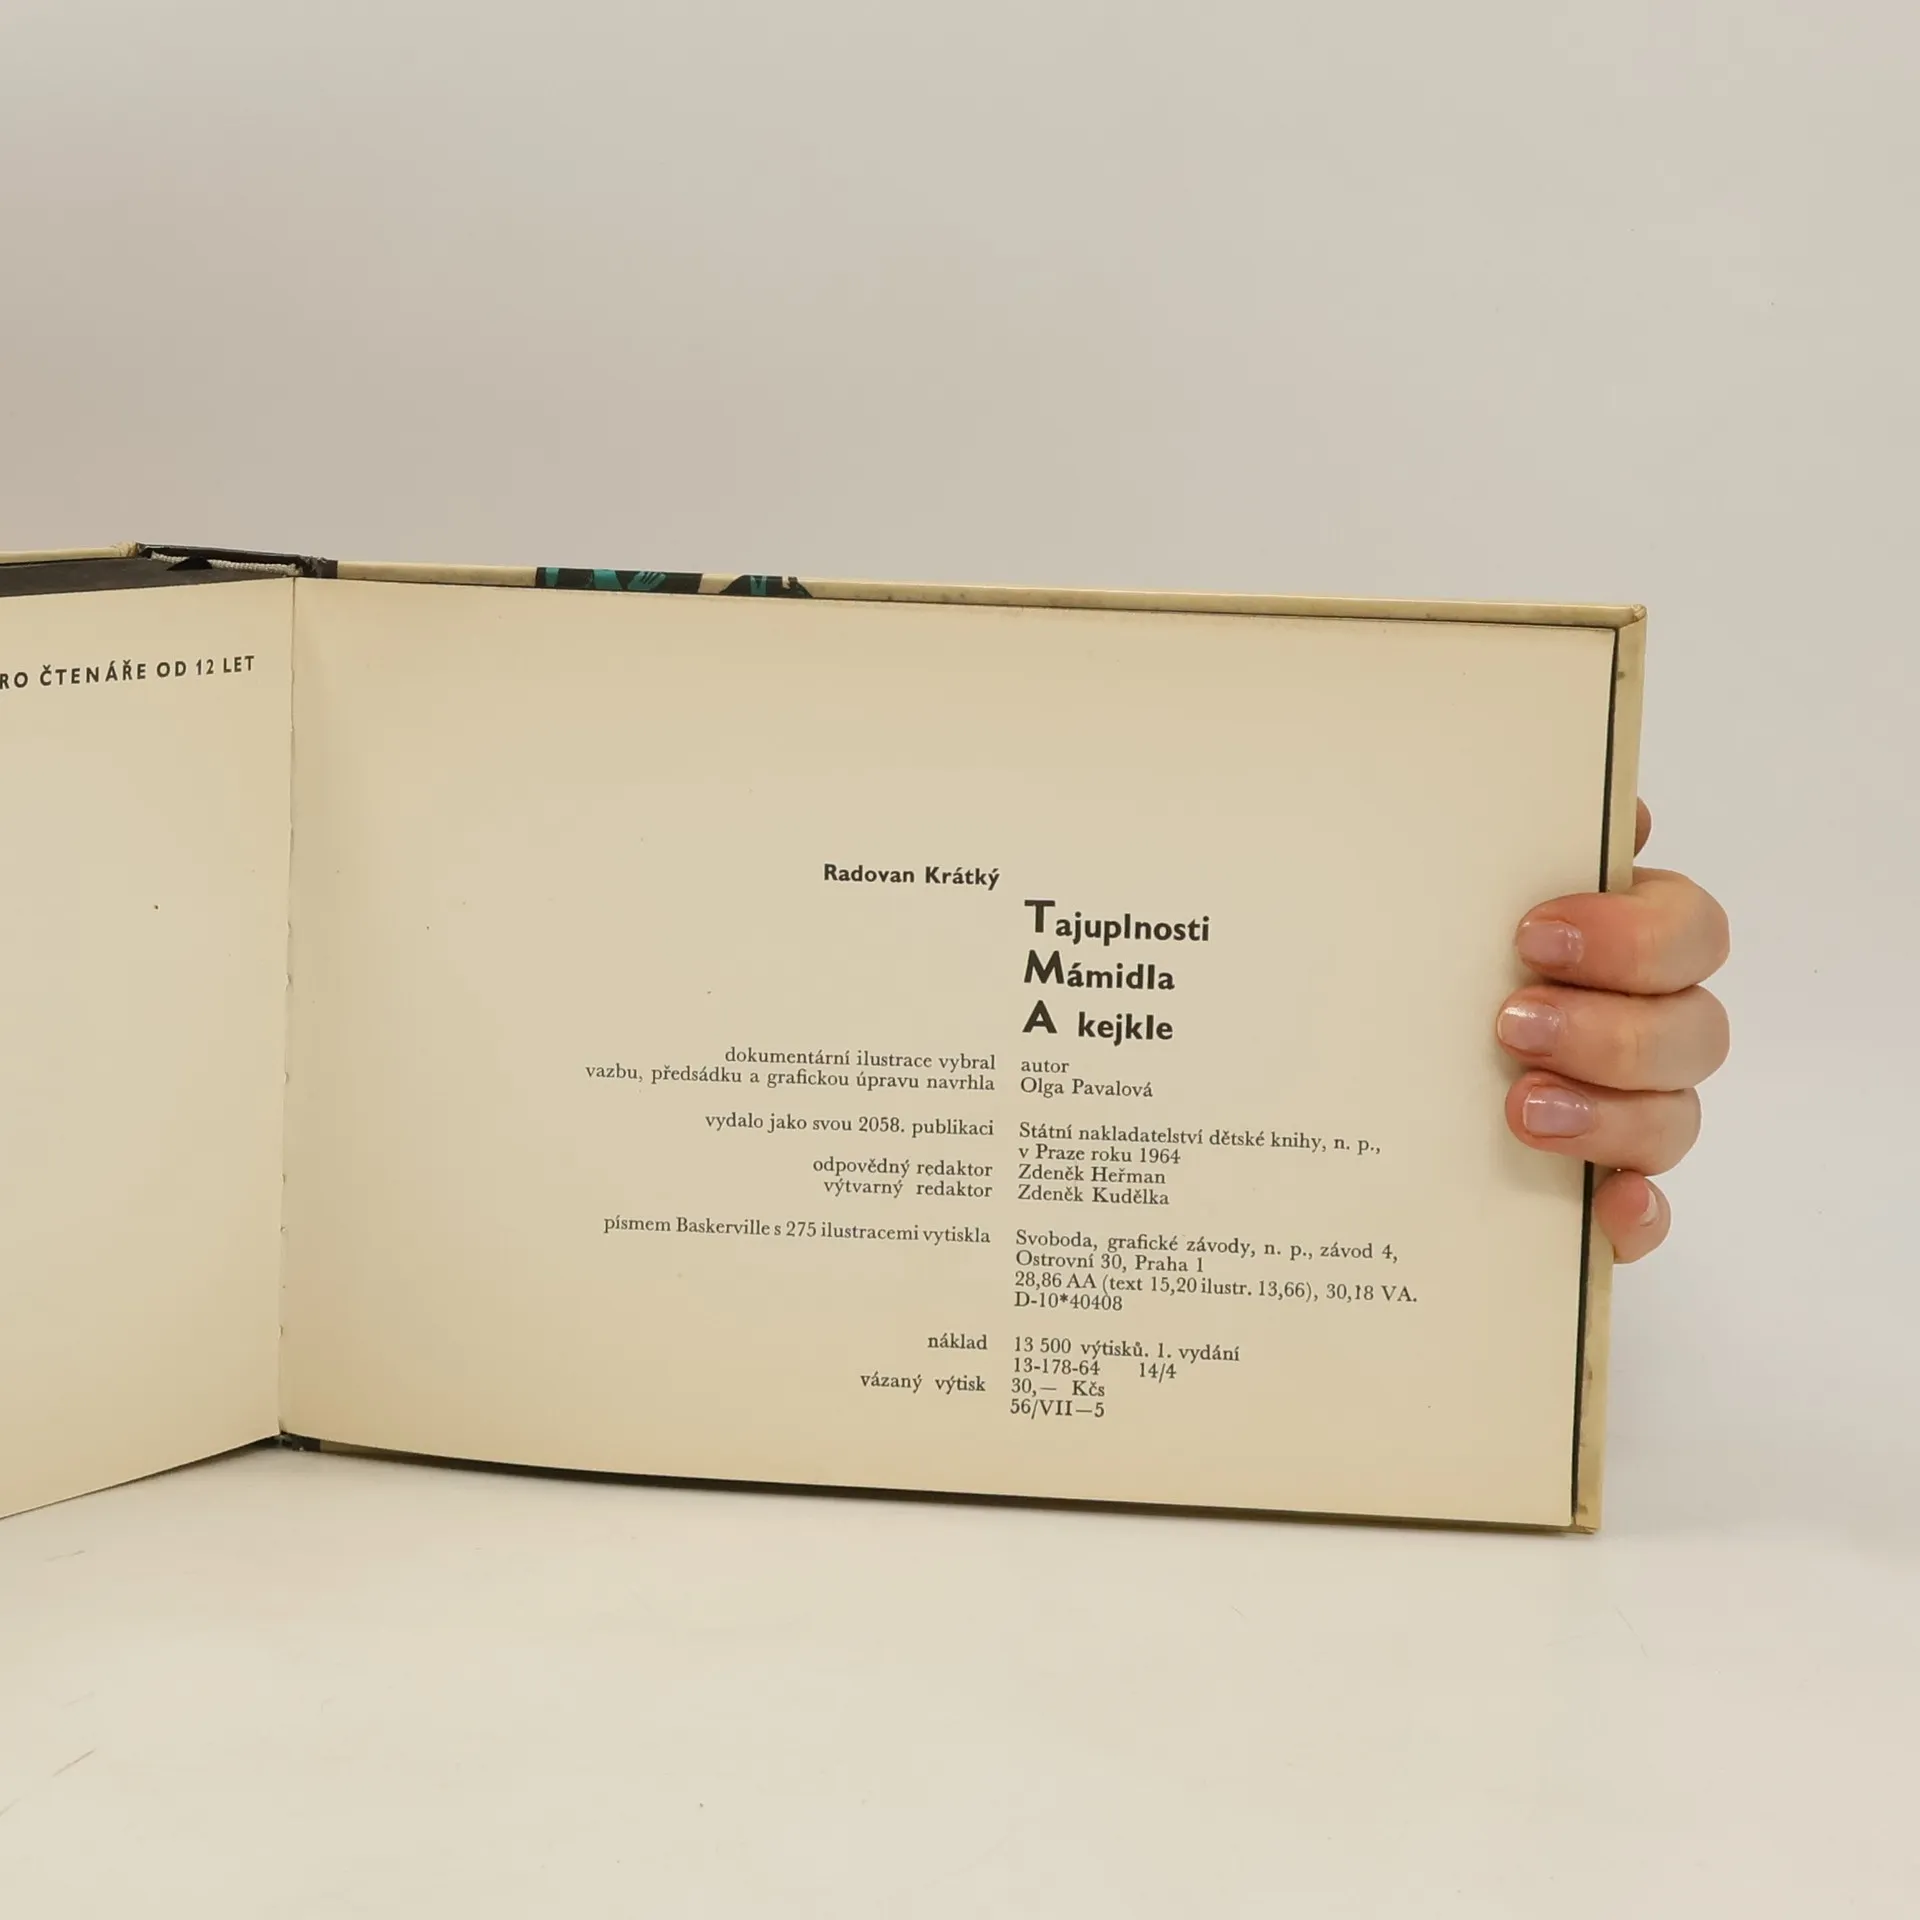 RO ČTENÁŘE OD 12 LET
Radovan Krátký
Tajuplnosti
Mámidla
A kejkle
dokumentární ilustrace vybral autor
vazbu, předsádku a grafickou úpravu navrhla Olga Pavalová
vydalo jako svou 2058. publikaci Státní nakladatelství dětské knihy, n. p.,
v Praze roku 1964
odpovědný redaktor Zdeněk Heřman
výtvarný redaktor Zdeněk Kudělka
písmem Baskerville s 275 ilustracemi vytiskla Svoboda, grafické závody, n. p., závod 4,
Ostrovní 30, Praha 1
28,86 AA (text 15,20 ilustr. 13,66), 30,18 VA.
D-10*40408
náklad 13 500 výtisků. 1. vydání
13-178-64 14/4
vázaný výtisk 30,— Kčs
56/VII—5